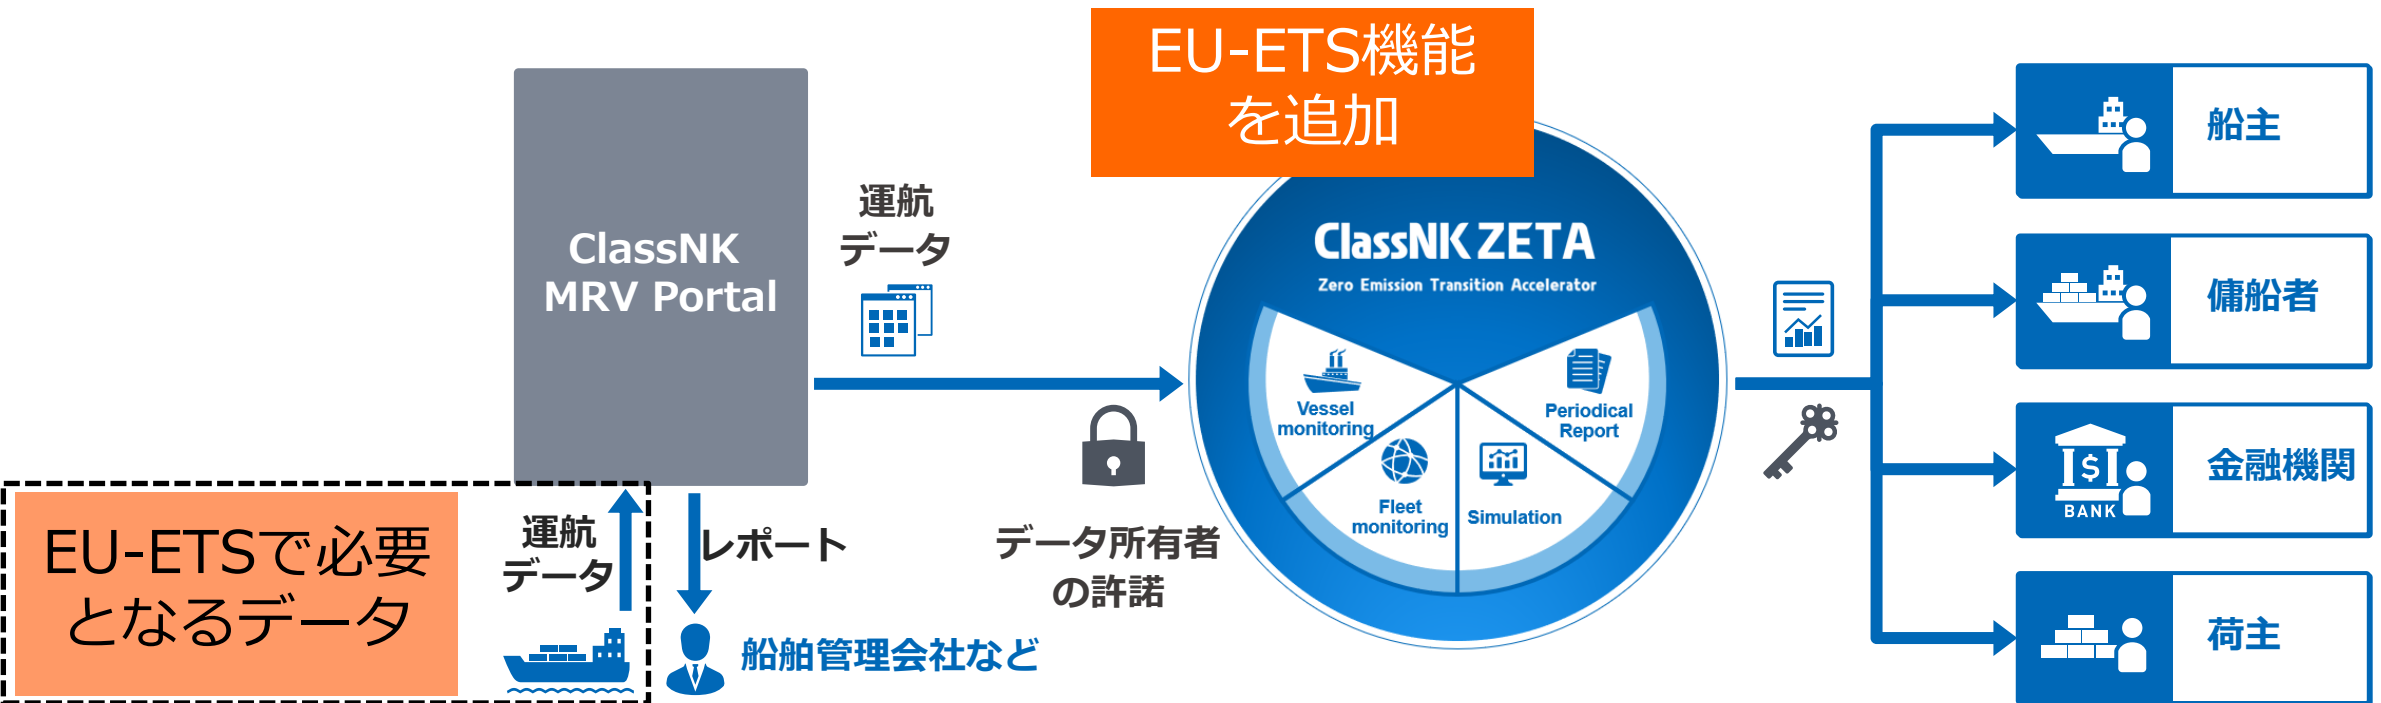 EU-ETS機能
を追加
ClassNK
MRV Portal
運航
データ
EU-ETSで必要
となるデータ
運航
データ
レポート
船舶管理会社など
データ所有者
の許諾
ClassNK ZETA
Zero Emission Transition Accelerator
Vessel
monitoring
Fleet
monitoring
Simulation
Periodical
Report
船主
傭船者
$
BANK
金融機関
荷主